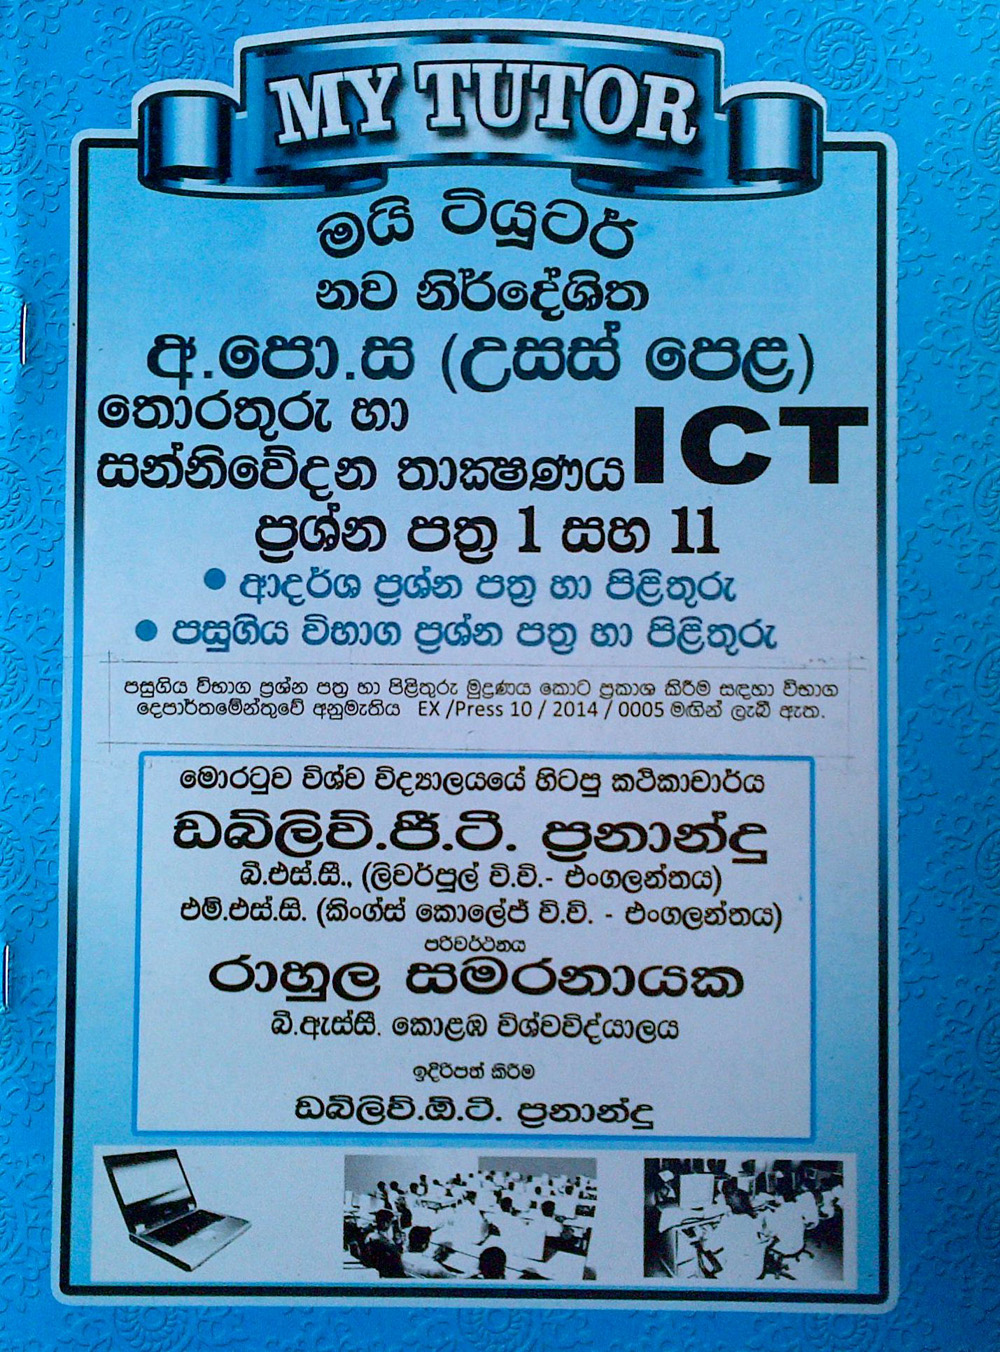 MY TUTOR
මයි ටියුටර්
නව නිර්දේශිත
අ.පො.ස (උසස් පෙළ)
තොරතුරු හා
සන්නිවේදන තාක්ෂණය ICT
ප්‍රශ්න පත්‍ර 1 සහ 11
• ආදර්ශ ප්‍රශ්න පත්‍ර හා පිළිතුරු
• පසුගිය විභාග ප්‍රශ්න පත්‍ර හා පිළිතුරු
පසුගිය විභාග ප්‍රශ්න පත්‍ර හා පිළිතුරු මුද්‍රණය කොට ප්‍රකාශ කිරීම සඳහා විභාග
දෙපාර්තමේන්තුවේ අනුමැතිය EX /Press 10 / 2014 / 0005 මඟින් ලැබී ඇත.
මොරටුව විශ්ව විද්‍යාලයයේ හිටපු කථිකාචාර්ය
ඩබ්ලිව්.ජී.ටී. ප්‍රනාන්දු
බී.එස්.සී., (ලිවර්පූල් වි.වි.- එංගලන්තය)
එම්.එස්.සි. (කිංග්ස් කොලේජ් වි.වි. - එංගලන්තය)
පරිවර්ථනය
රාහුල සමරනායක
බී.ඇස්සී. කොළඹ විශ්වවිද්යාලය
ඉදිරිපත් කිරීම
ඩබ්ලිව්.ඕ.ටී. ප්‍රනාන්දු